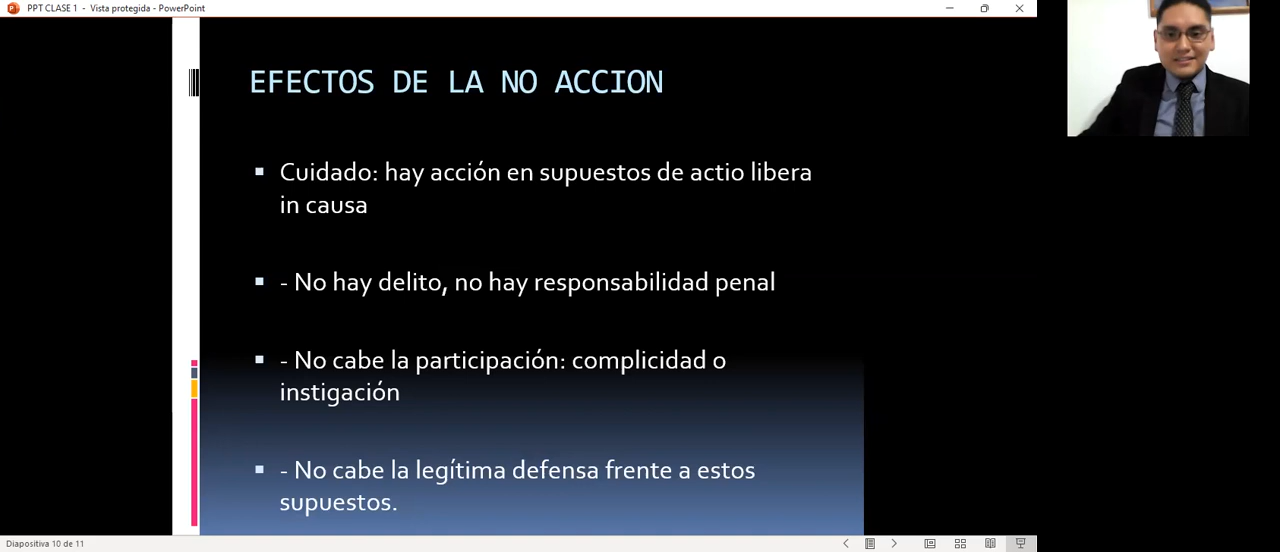 PPT CLASE 1 - Vista protegida - PowerPoint
EFECTOS DE LA NO ACCION
Cuidado: hay acción en supuestos de actio libera
in causa
- No hay delito, no hay responsabilidad penal
- No cabe la participación: complicidad o
instigación
- No cabe la legítima defensa frente a estos
supuestos.
Diapositiva 10 de 11